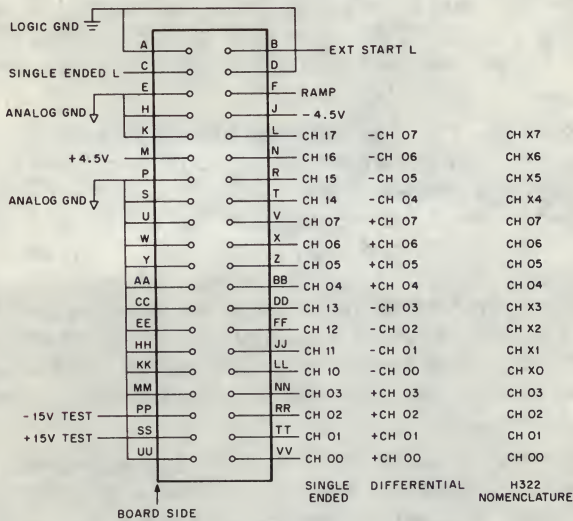 LOGIC GND
A B EXT START L
SINGLE ENDED L C D
E F RAMP
ANALOG GND H J -4.5V
K L CH 17 -CH 07 CH X7
+4.5V M N CH 16 -CH 06 CH X6
P R CH 15 -CH 05 CH X5
ANALOG GND S T CH 14 -CH 04 CH X4
U V CH 07 +CH 07 CH 07
W X CH 06 +CH 06 CH 06
Y Z CH 05 +CH 05 CH 05
AA BB CH 04 +CH 04 CH 04
CC DD CH 13 -CH 03 CH X3
EE FF CH 12 -CH 02 CH X2
HH JJ CH 11 -CH 01 CH X1
KK LL CH 10 -CH 00 CH X0
MM NN CH 03 +CH 03 CH 03
-15V TEST PP RR CH 02 +CH 02 CH 02
+15V TEST SS TT CH 01 +CH 01 CH 01
UU VV CH 00 +CH 00 CH 00
SINGLE ENDED DIFFERENTIAL H322 NOMENCLATURE
BOARD SIDE